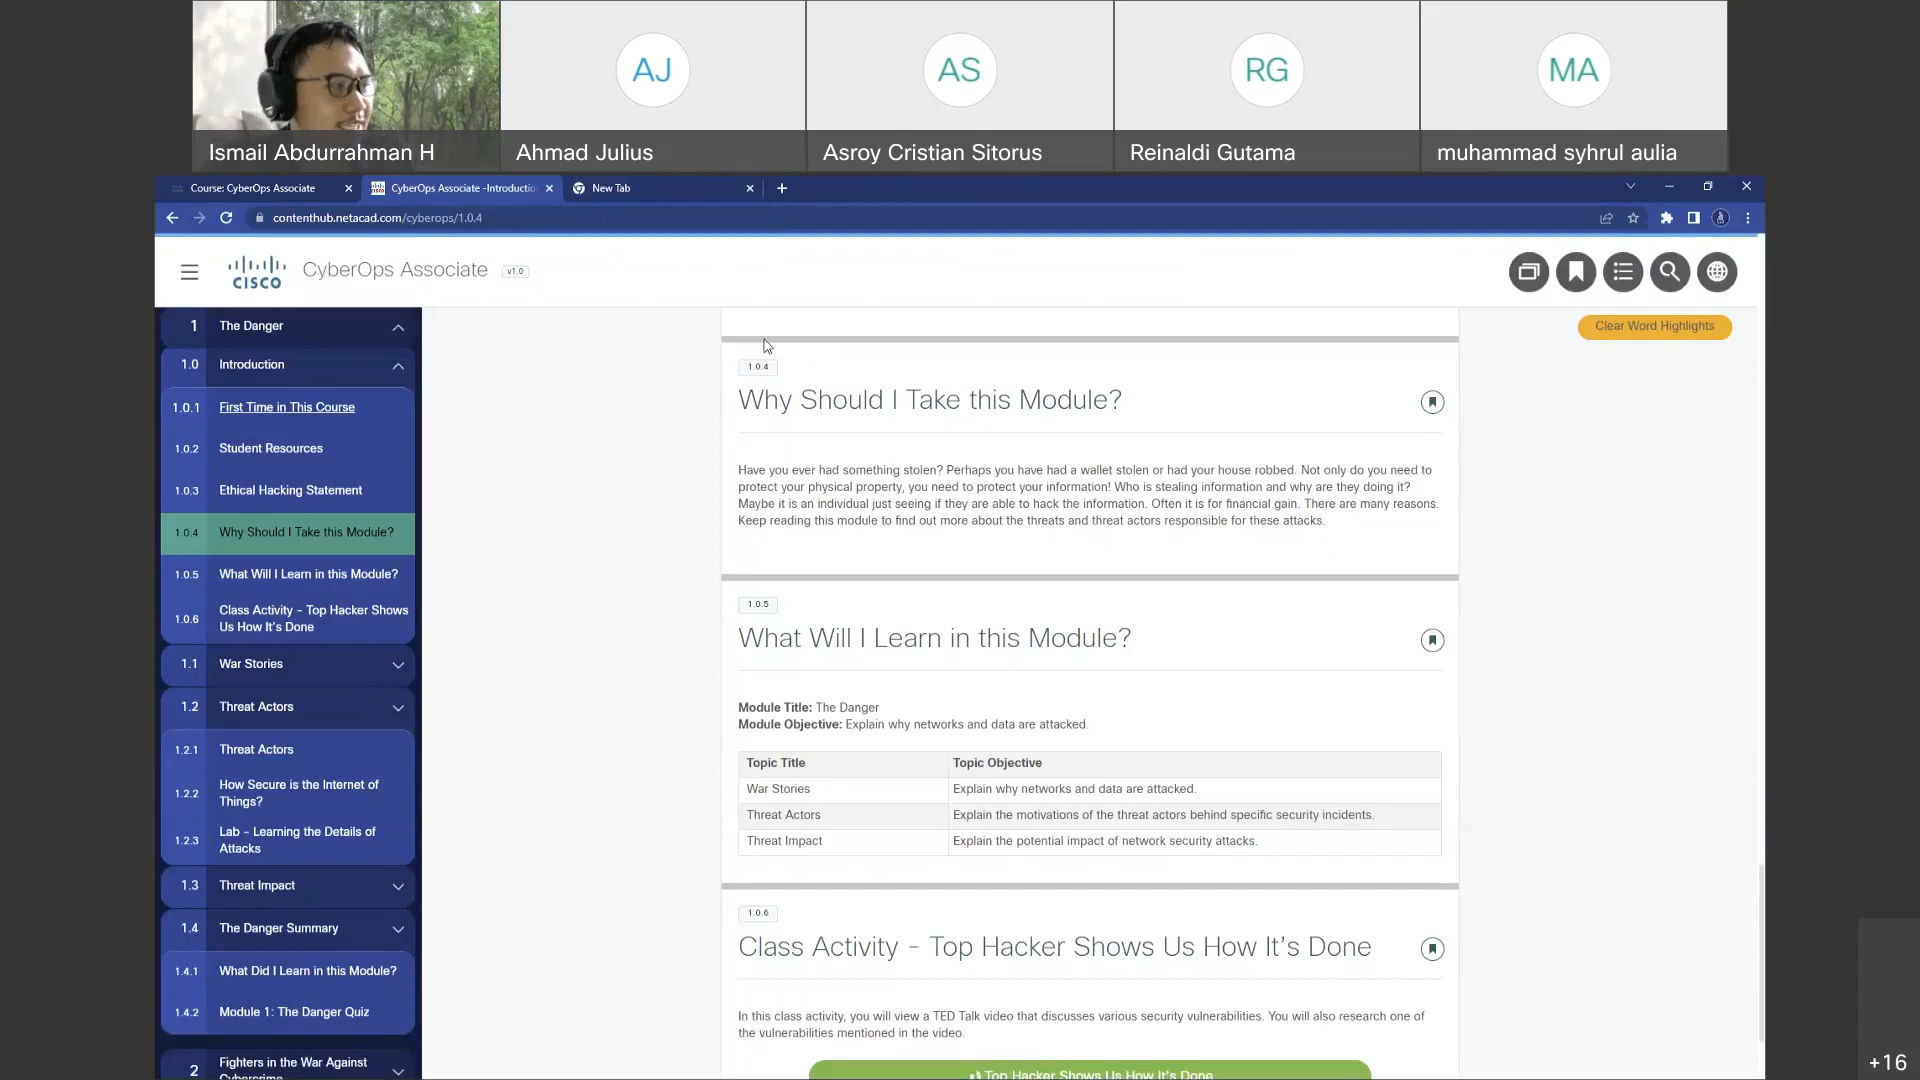 AJ
AS
RG
MA
Ismail Abdurrahman H
Ahmad Julius
Asroy Cristian Sitorus
Reinaldi Gutama
muhammad syhrul aulia
Course: CyberOps Associate
CyberOps Associate -Introductio
New Tab
contenthub.netacad.com/cyberops/1.0.4
CISCO
CyberOps Associate
v1.0
1 The Danger
1.0 Introduction
1.0.1 First Time in This Course
1.0.2 Student Resources
1.0.3 Ethical Hacking Statement
1.0.4 Why Should I Take this Module?
1.0.5 What Will I Learn in this Module?
1.0.6 Class Activity - Top Hacker Shows
Us How It's Done
1.1 War Stories
1.2 Threat Actors
1.2.1 Threat Actors
1.2.2 How Secure is the Internet of
Things?
1.2.3 Lab - Learning the Details of
Attacks
1.3 Threat Impact
1.4 The Danger Summary
1.4.1 What Did I Learn in this Module?
1.4.2 Module 1: The Danger Quiz
2 Fighters in the War Against
Cybercrime
Clear Word Highlights
1.0.4
Why Should I Take this Module?
Have you ever had something stolen? Perhaps you have had a wallet stolen or had your house robbed. Not only do you need to
protect your physical property, you need to protect your information! Who is stealing information and why are they doing it?
Maybe it is an individual just seeing if they are able to hack the information. Often it is for financial gain. There are many reasons.
Keep reading this module to find out more about the threats and threat actors responsible for these attacks.
1.0.5
What Will I Learn in this Module?
Module Title: The Danger
Module Objective: Explain why networks and data are attacked.
Topic Title Topic Objective
War Stories Explain why networks and data are attacked.
Threat Actors Explain the motivations of the threat actors behind specific security incidents.
Threat Impact Explain the potential impact of network security attacks.
1.0.6
Class Activity - Top Hacker Shows Us How It's Done
In this class activity, you will view a TED Talk video that discusses various security vulnerabilities. You will also research one of
the vulnerabilities mentioned in the video.
Top Hacker Shows Us How It's Done
+16